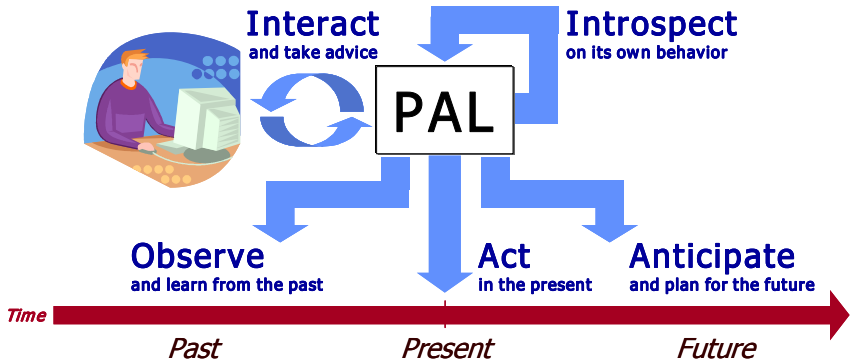 Interact
and take advice
Introspect
on its own behavior
PAL
Observe
and learn from the past
Act
in the present
Anticipate
and plan for the future
Time
Past
Present
Future